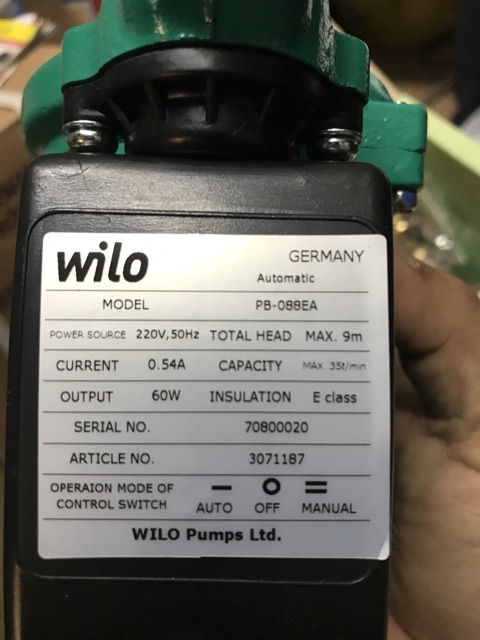 wilo GERMANY
Automatic
MODEL PB-088EA
POWER SOURCE 220V,50Hz TOTAL HEAD MAX. 9m
CURRENT 0.54A CAPACITY MAX. 35ℓ/min
OUTPUT 60W INSULATION E class
SERIAL NO. 70800020
ARTICLE NO. 3071187
OPERAION MODE OF
CONTROL SWITCH AUTO OFF MANUAL
WILO Pumps Ltd.